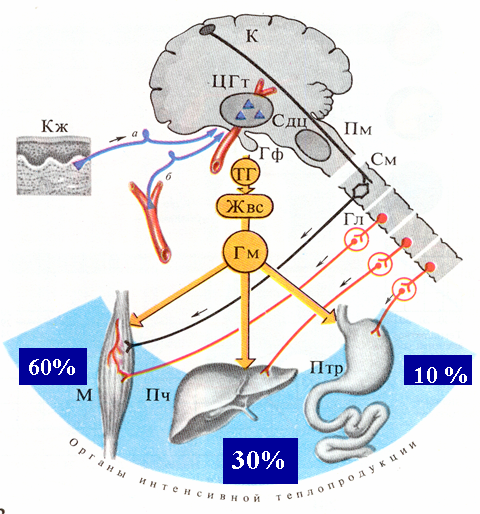 К
ЦГт
Сдц
Пм
Кж
а
б
Гф
См
ТГ
Жвс
Гл
Гм
60%
М
Пч
Птр
10 %
30%
Органы интенсивной теплопродукции